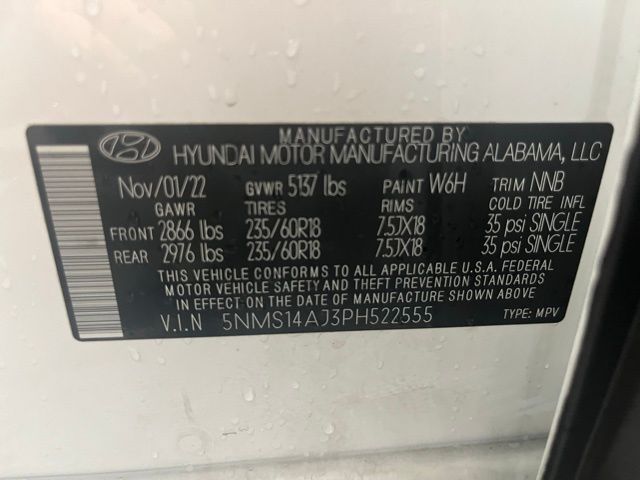 MANUFACTURED BY
HYUNDAI MOTOR MANUFACTURING ALABAMA, LLC
Nov/01/22 GVWR 5137 lbs PAINT W6H TRIM NNB
GAWR TIRES RIMS COLD TIRE INFL
FRONT 2866 lbs 235/60R18 7.5JX18 35 psi SINGLE
REAR 2976 lbs 235/60R18 7.5JX18 35 psi SINGLE
THIS VEHICLE CONFORMS TO ALL APPLICABLE U.S.A. FEDERAL
MOTOR VEHICLE SAFETY AND THEFT PREVENTION STANDARDS
IN EFFECT ON THE DATE OF MANUFACTURE SHOWN ABOVE
V.I.N 5NMS14AJ3PH522555 TYPE: MPV